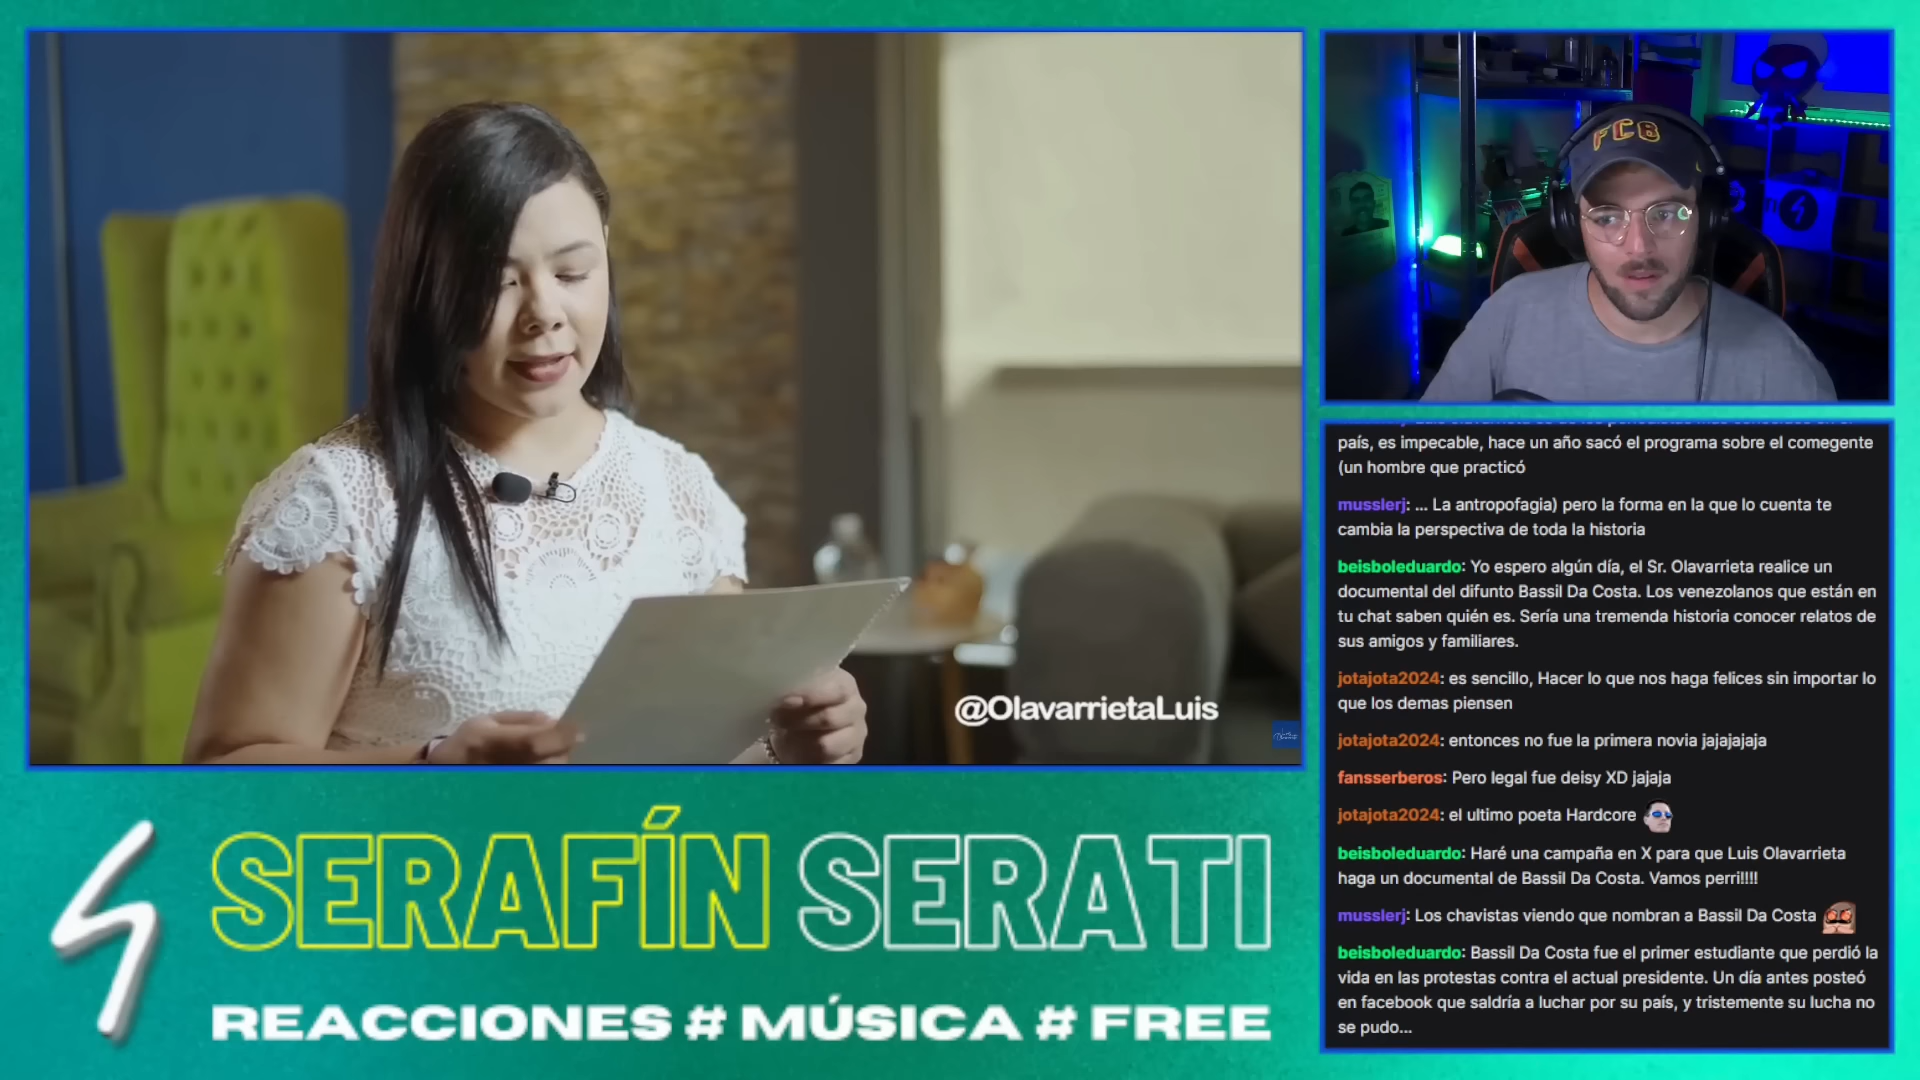 @OlavarrietaLuis
FCB
país, es impecable, hace un año sacó el programa sobre el comegente
(un hombre que practicó
musslerj: ... La antropofagia) pero la forma en la que lo cuenta te
cambia la perspectiva de toda la historia
beisboleduardo: Yo espero algún día, el Sr. Olavarrieta realice un
documental del difunto Bassil Da Costa. Los venezolanos que están en
tu chat saben quién es. Sería una tremenda historia conocer relatos de
sus amigos y familiares.
jotajota2024: es sencillo, Hacer lo que nos haga felices sin importar lo
que los demas piensen
jotajota2024: entonces no fue la primera novia jajajajaja
fansserberos: Pero legal fue deisy XD jajaja
jotajota2024: el ultimo poeta Hardcore
beisboleduardo: Haré una campaña en X para que Luis Olavarrieta
haga un documental de Bassil Da Costa. Vamos perri!!!!
musslerj: Los chavistas viendo que nombran a Bassil Da Costa
beisboleduardo: Bassil Da Costa fue el primer estudiante que perdió la
vida en las protestas contra el actual presidente. Un día antes posteó
en facebook que saldría a luchar por su país, y tristemente su lucha no
se pudo...
SERAFÍN SERATI
REACCIONES # MÚSICA # FREE